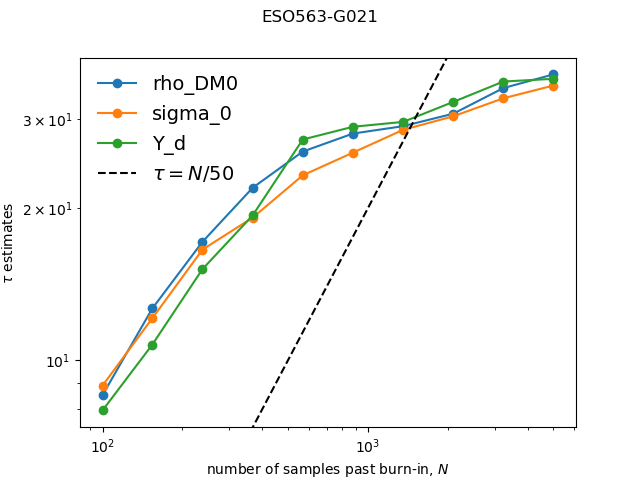 ESO563-G021
rho_DM0
sigma_0
Y_d
τ = N/50
3 × 10¹
2 × 10¹
10¹
τ estimates
10² 10³
number of samples past burn-in, N